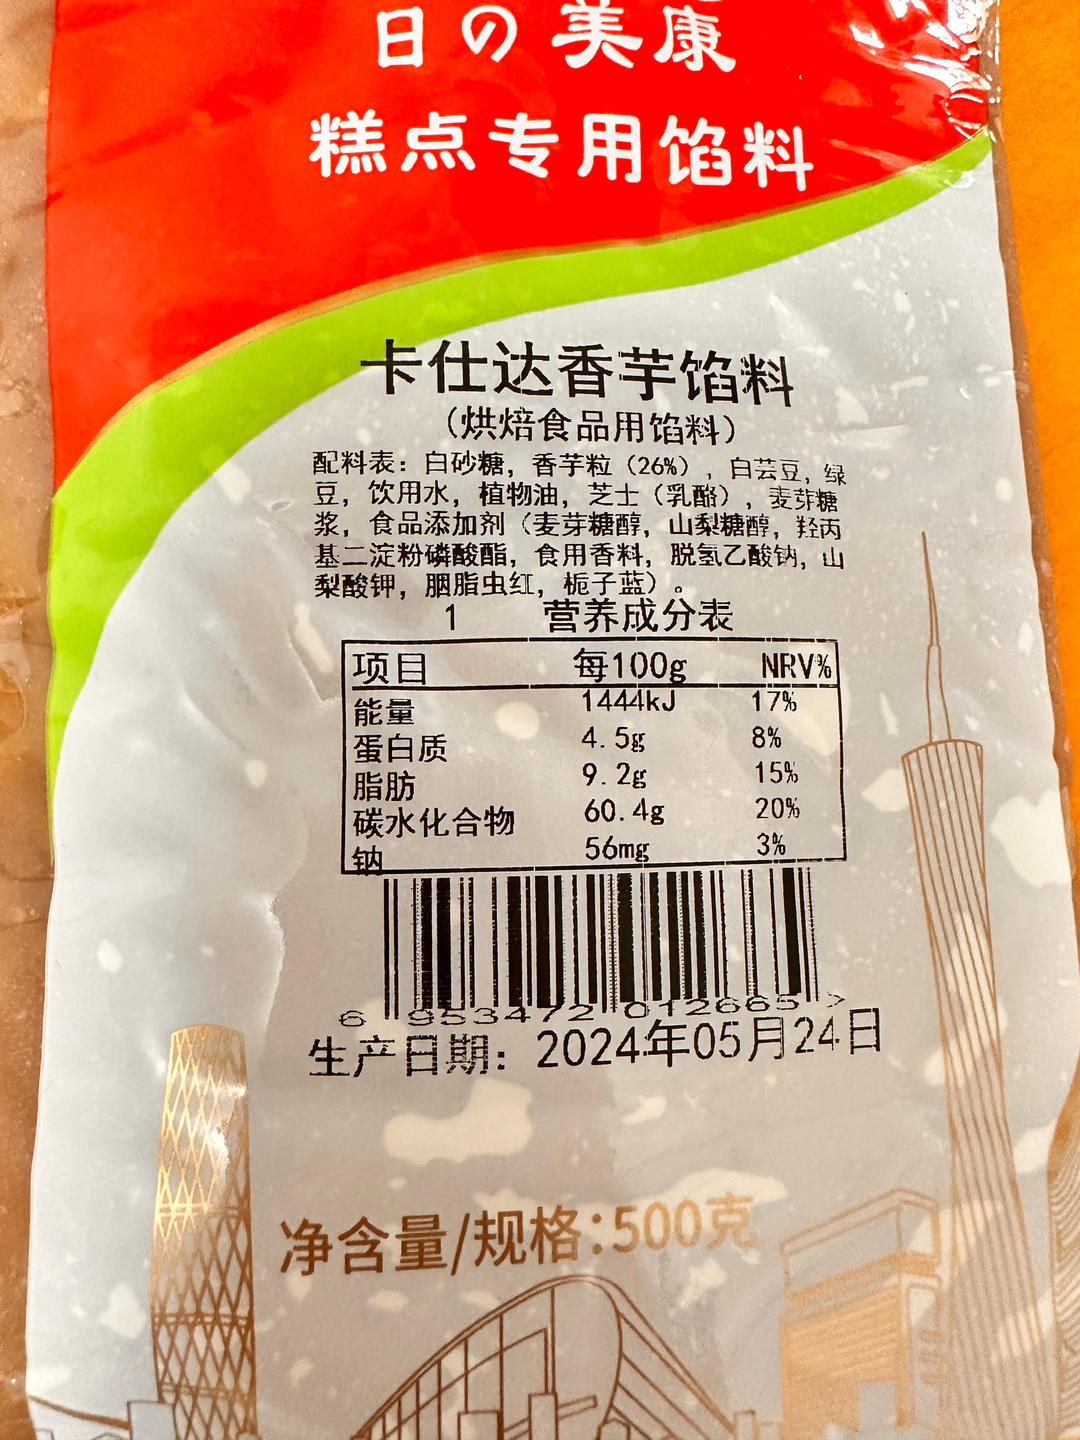 日の美康
糕点专用馅料
卡仕达香芋馅料
（烘焙食品用馅料）
配料表：白砂糖，香芋粒（26%）,白芸豆，绿
豆，饮用水，植物油，芝士（乳酪），麦芽糖
浆，食品添加剂（麦芽糖醇，山梨糖醇，羟丙
基二淀粉磷酸酯，食用香料，脱氢乙酸钠，山
梨酸钾，胭脂虫红，栀子蓝）。
1 营养成分表
项目 每100g NRV%
能量 1444kJ 17%
蛋白质 4.5g 8%
脂肪 9.2g 15%
碳水化合物 60.4g 20%
钠 56mg 3%
6 953472 012665 >
生产日期：2024年05月24日
净含量/规格:500克